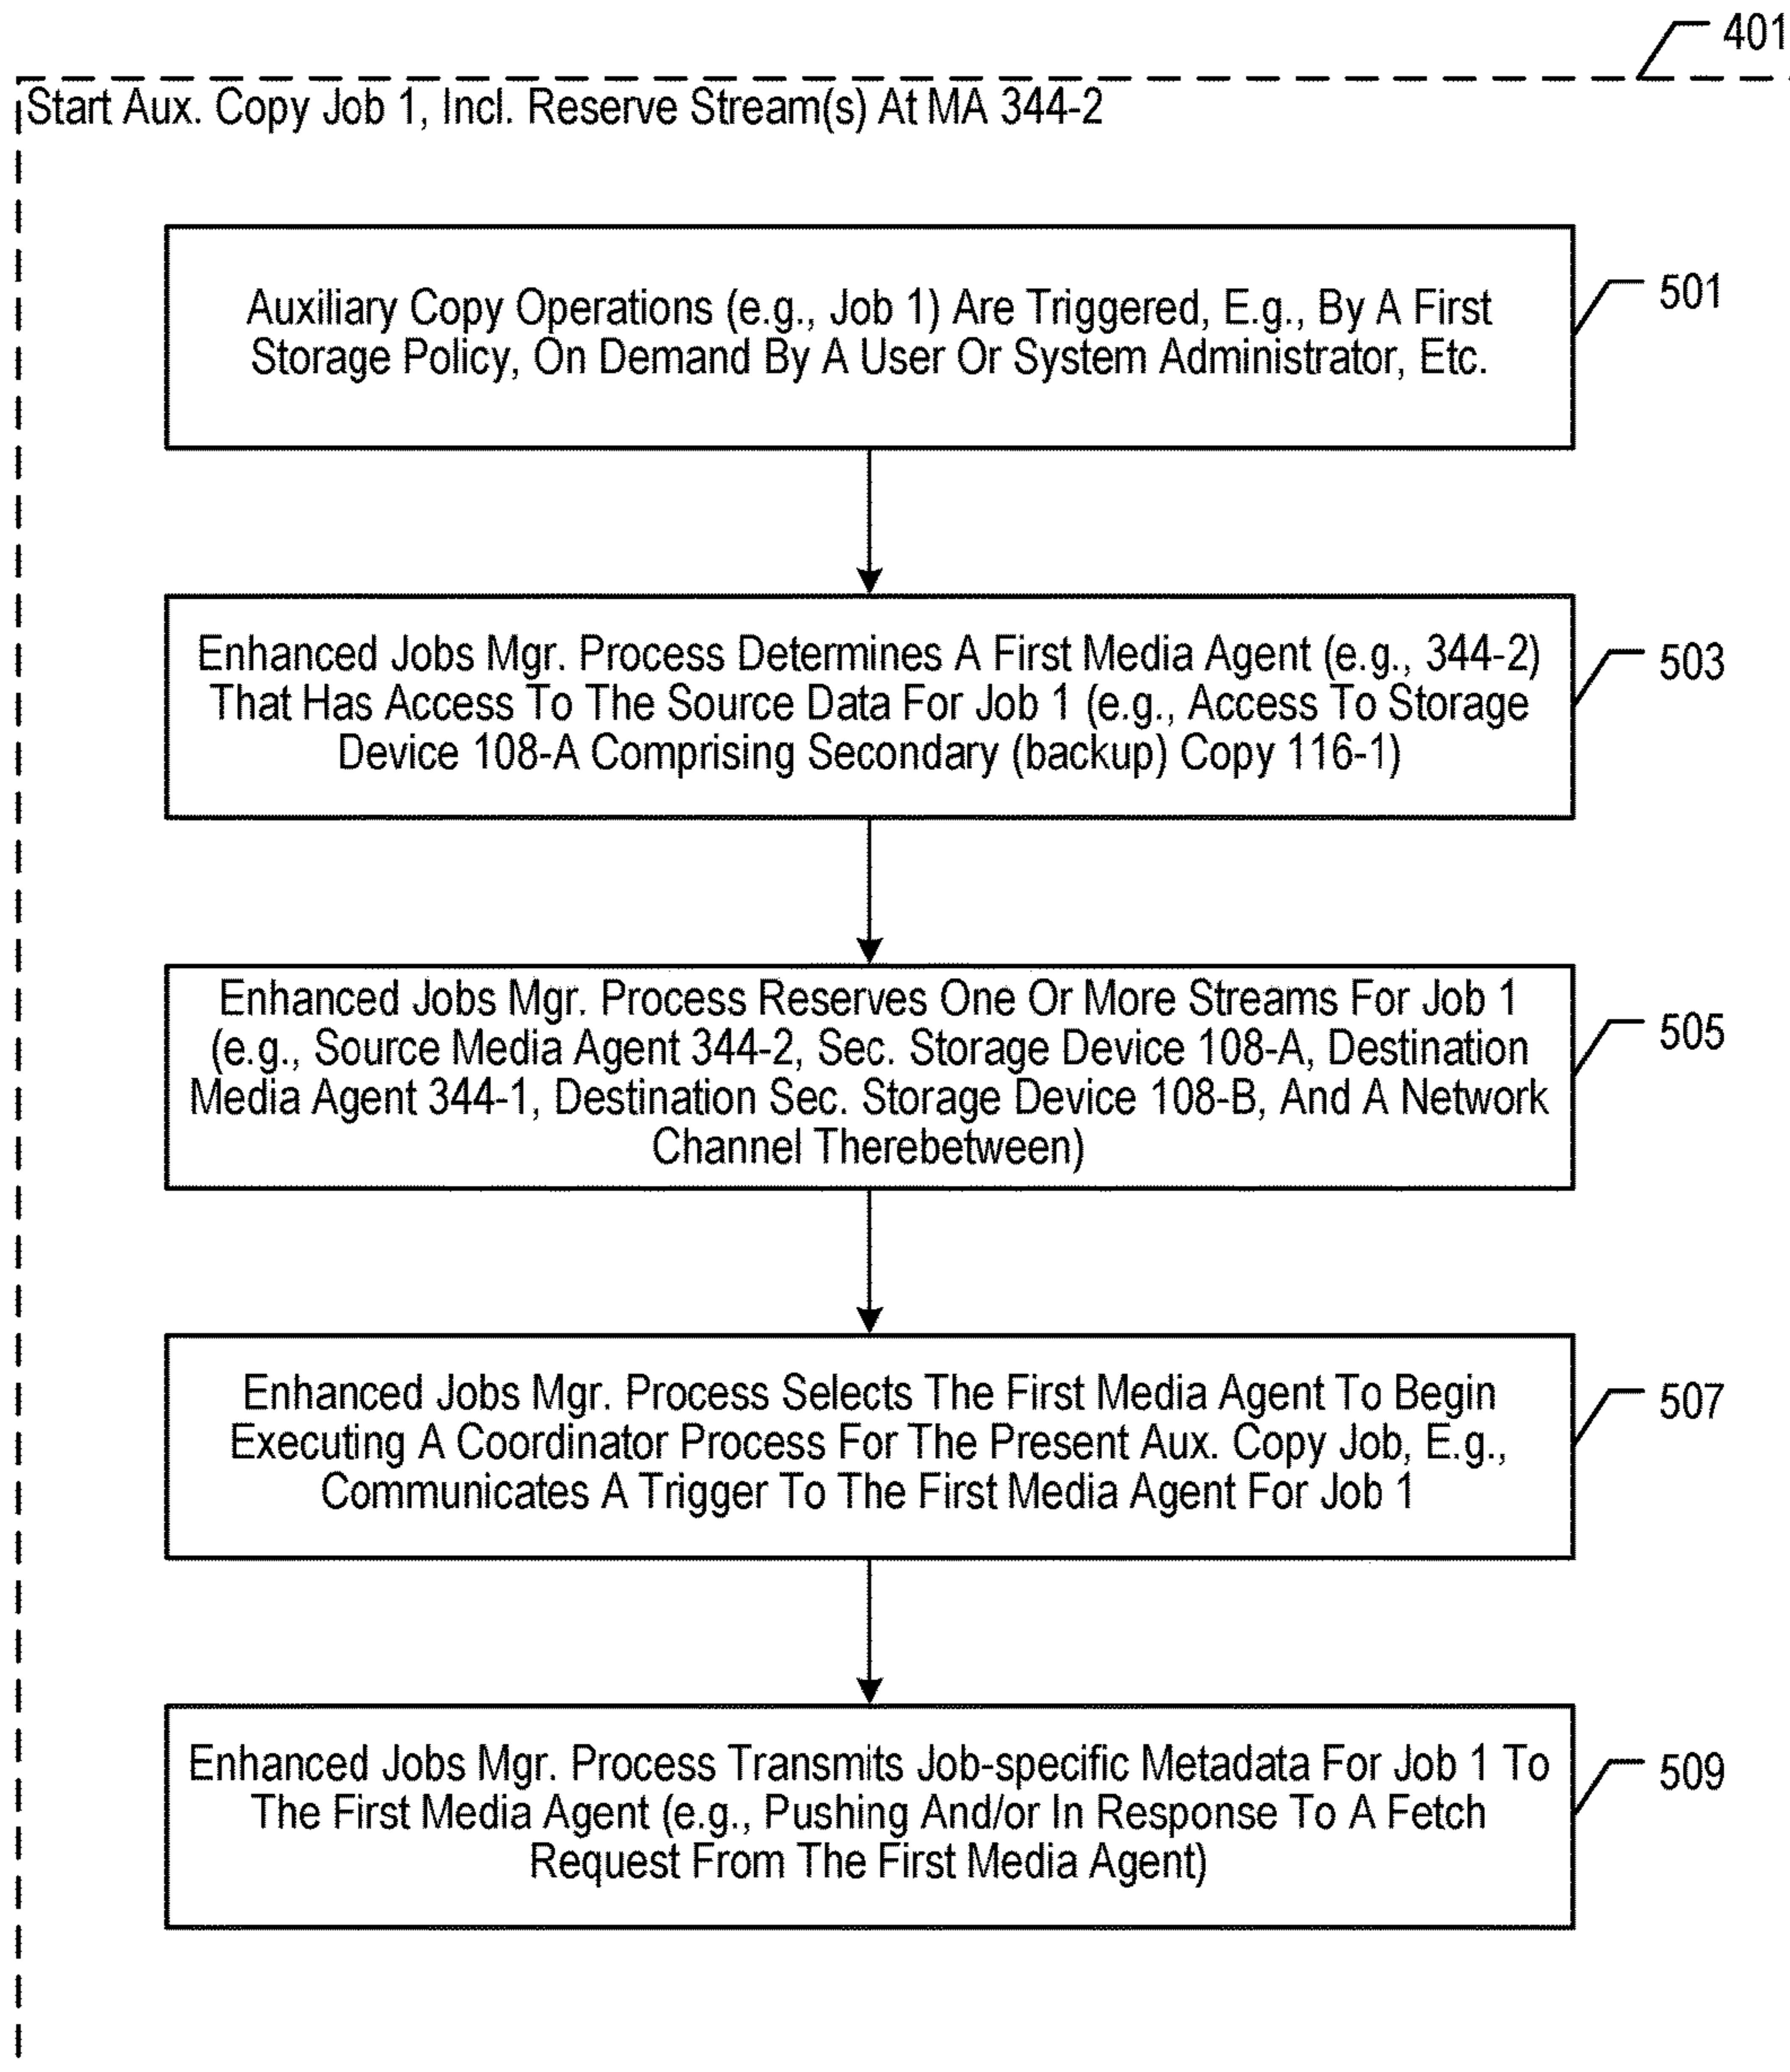 401
Start Aux. Copy Job 1, Incl. Reserve Stream(s) At MA 344-2
Auxiliary Copy Operations (e.g., Job 1) Are Triggered, E.g., By A First
Storage Policy, On Demand By A User Or System Administrator, Etc.
501
Enhanced Jobs Mgr. Process Determines A First Media Agent (e.g., 344-2)
That Has Access To The Source Data For Job 1 (e.g., Access To Storage
Device 108-A Comprising Secondary (backup) Copy 116-1)
503
Enhanced Jobs Mgr. Process Reserves One Or More Streams For Job 1
(e.g., Source Media Agent 344-2, Sec. Storage Device 108-A, Destination
Media Agent 344-1, Destination Sec. Storage Device 108-B, And A Network
Channel Therebetween)
505
Enhanced Jobs Mgr. Process Selects The First Media Agent To Begin
Executing A Coordinator Process For The Present Aux. Copy Job, E.g.,
Communicates A Trigger To The First Media Agent For Job 1
507
Enhanced Jobs Mgr. Process Transmits Job-specific Metadata For Job 1 To
The First Media Agent (e.g., Pushing And/or In Response To A Fetch
Request From The First Media Agent)
509